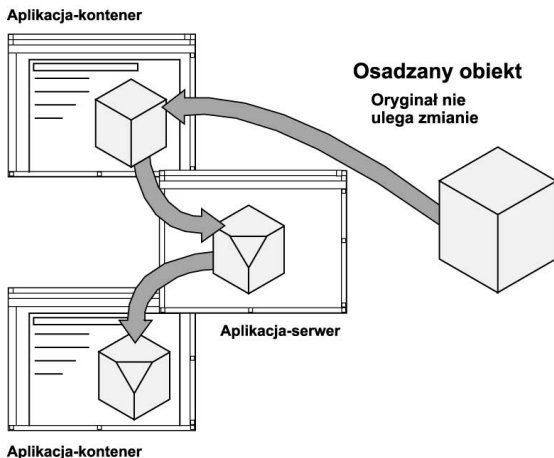 Aplikacja-kontener
Osadzany obiekt
Oryginał nie
ulega zmianie
Aplikacja-serwer
Aplikacja-kontener